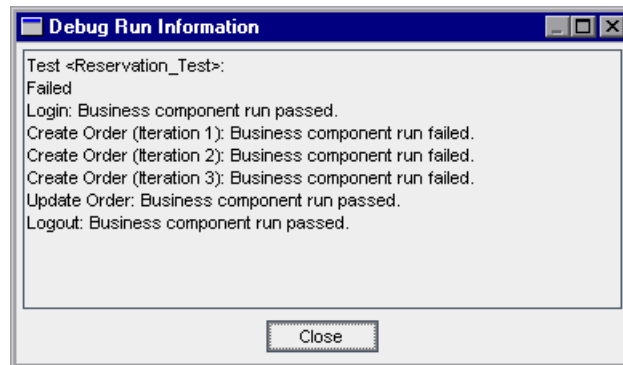 Debug Run Information
Test <Reservation_Test>:
Failed
Login: Business component run passed.
Create Order (Iteration 1): Business component run failed.
Create Order (Iteration 2): Business component run failed.
Create Order (Iteration 3): Business component run failed.
Update Order: Business component run passed.
Logout: Business component run passed.
Close